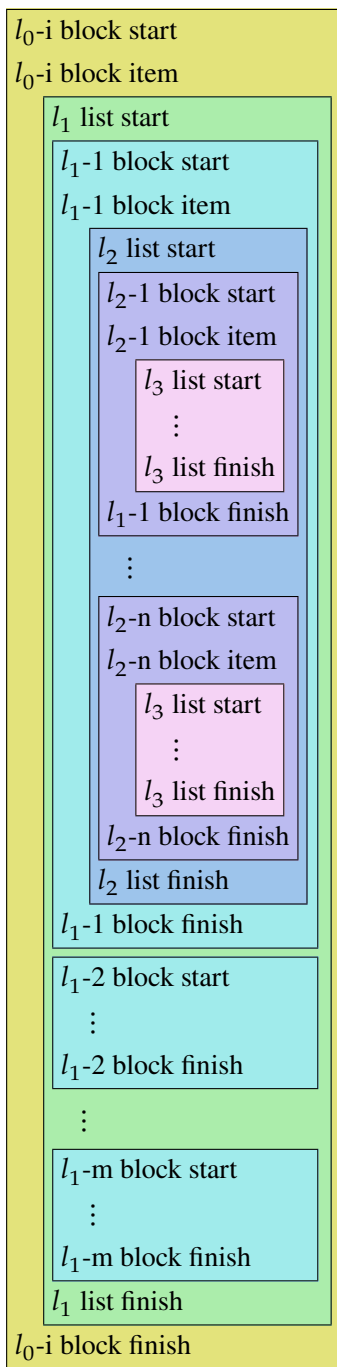 l₀-i block start
l₀-i block item
l₁ list start
l₁-1 block start
l₁-1 block item
l₂ list start
l₂-1 block start
l₂-1 block item
l₃ list start
⋮
l₃ list finish
l₁-1 block finish
⋮
l₂-n block start
l₂-n block item
l₃ list start
⋮
l₃ list finish
l₂-n block finish
l₂ list finish
l₁-1 block finish
l₁-2 block start
⋮
l₁-2 block finish
⋮
l₁-m block start
⋮
l₁-m block finish
l₁ list finish
l₀-i block finish